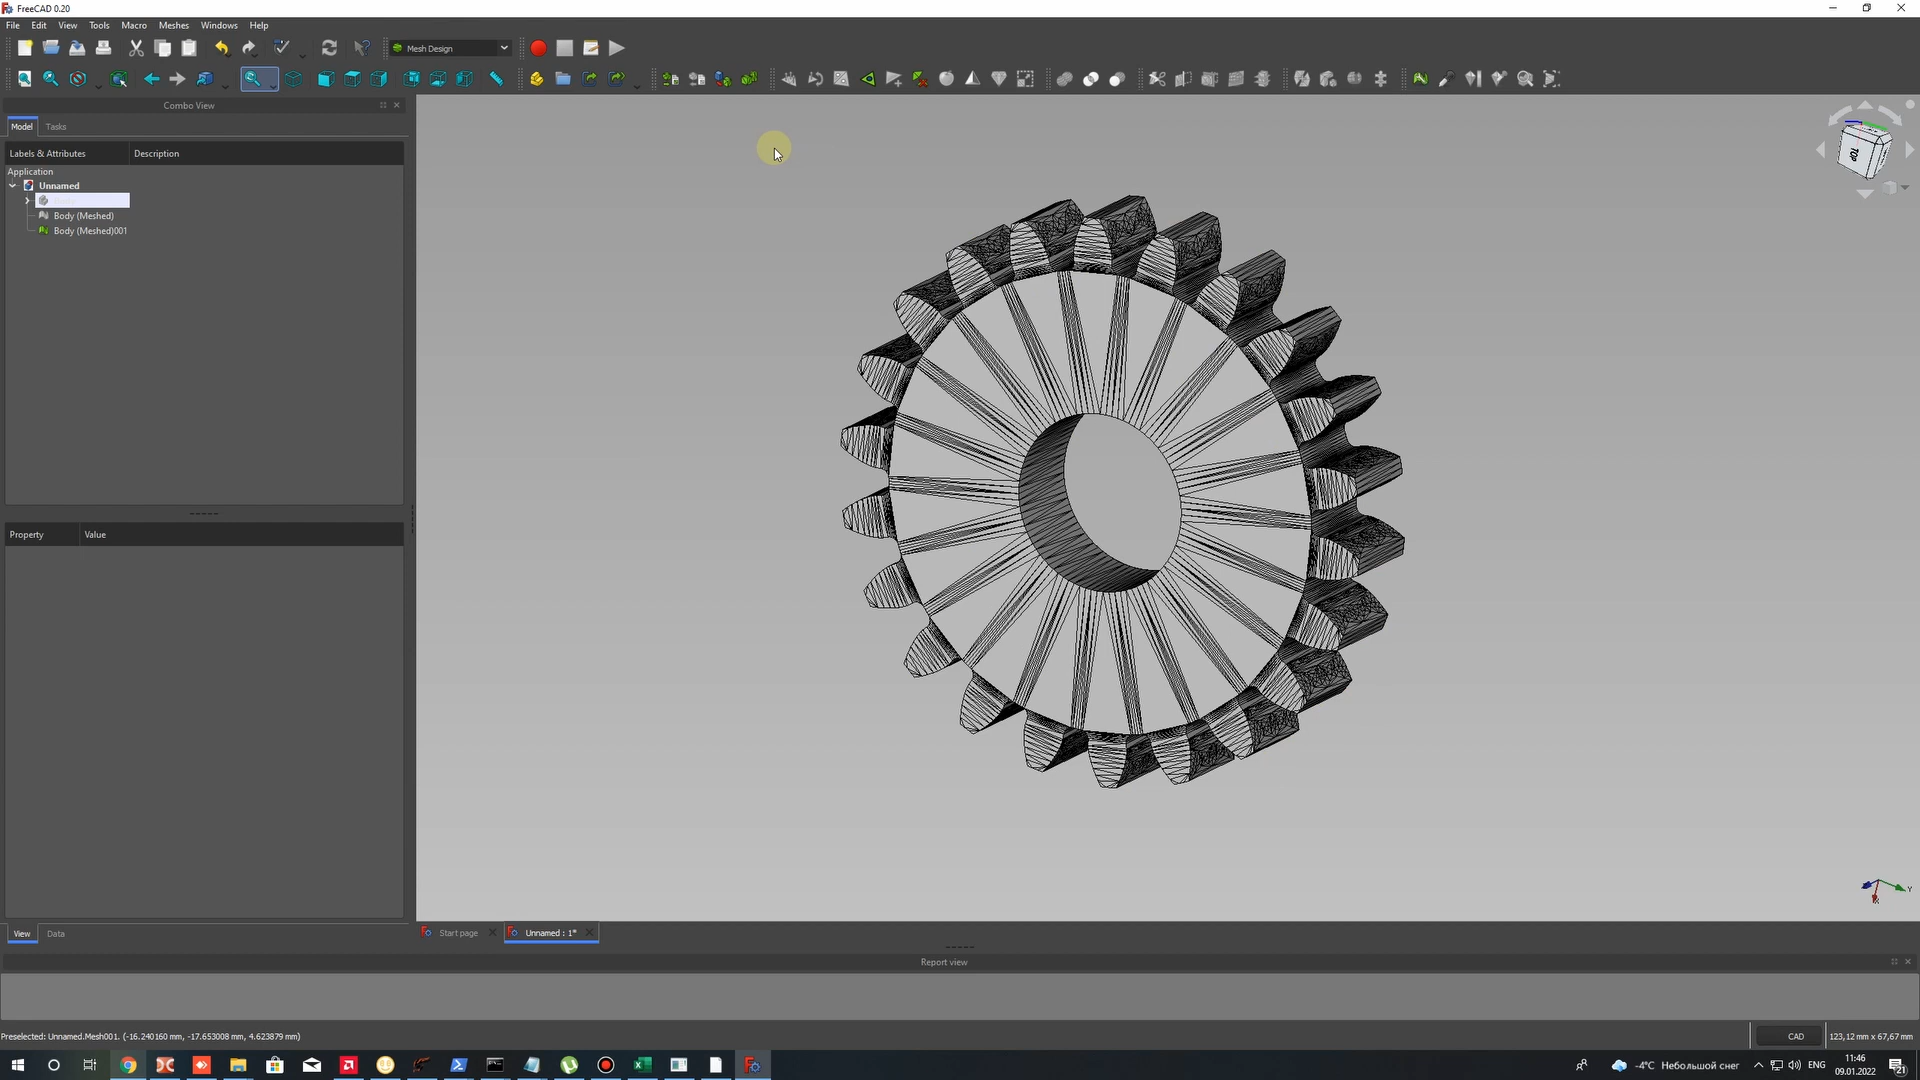 FreeCAD 0.20
File Edit View Tools Macro Meshes Windows Help
Mesh Design
Combo View
Model Tasks
Labels & Attributes Description
Application
Unnamed
Body (Meshed)
Body (Meshed)001
TOP
Property Value
View Data
Start page Unnamed : 1*
Report view
Preselected: Unnamed.Mesh001. (-16.240160 mm, -17.653008 mm, 4.623879 mm)
CAD 123,12 mm x 67,67 mm
-4°C Небольшой снег ENG 11:46
09.01.2022
21